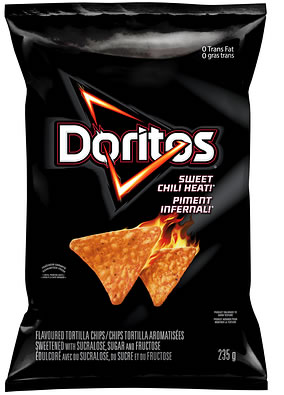 0 Trans Fat
0 gras trans
Doritos
SWEET
CHILI HEAT!*
PIMENT
INFERNAL!*
FLAVOURED TORTILLA CHIPS/CHIPS TORTILLA AROMATISÉES
SWEETENED WITH SUCRALOSE, SUGAR AND FRUCTOSE
ÉDULCORÉ AVEC DU SUCRALOSE, DU SUCRE ET DU FRUCTOSE
235 g